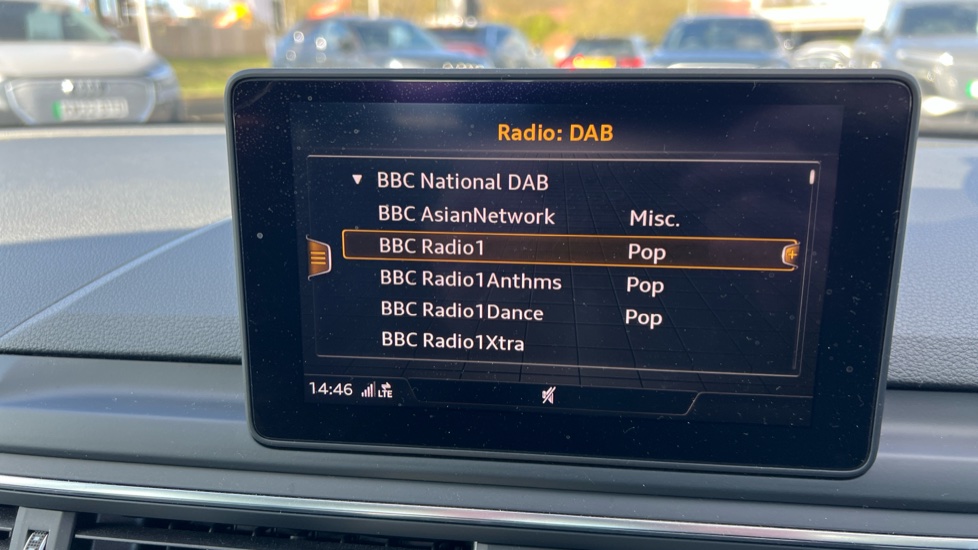 Radio: DAB
BBC National DAB
BBC AsianNetwork Misc.
BBC Radio1 Pop
BBC Radio1Anthms Pop
BBC Radio1Dance Pop
BBC Radio1Xtra
14:46 LTE